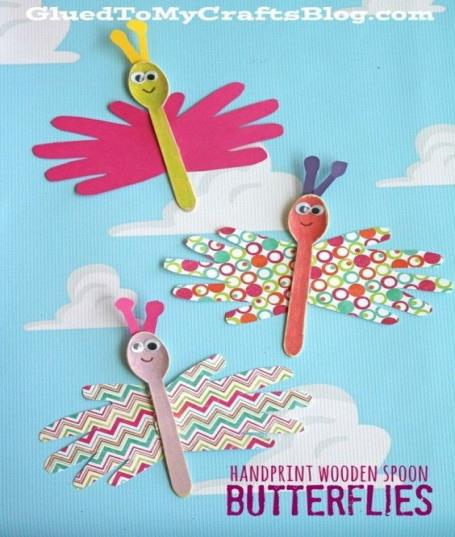 GluedToMyCraftsBlog.com
HANDPRINT WOODEN SPOON
BUTTERFLIES